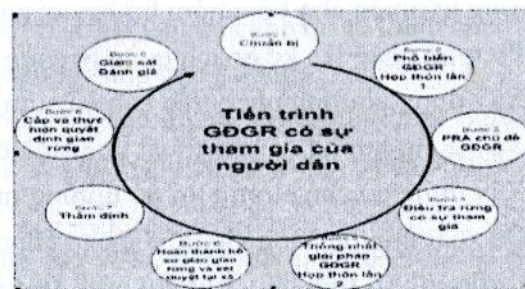 Bước 1
Chuẩn bị
Bước 2
Phổ biến
GĐGR
Họp thôn lần
1
Bước 3
PRA chủ đề
GĐGR
Bước 4
Điều tra rừng
có sự tham
gia
Bước 5
Thống nhất
giải pháp
GĐGR
Họp thôn lần
2
Bước 6
Hoàn thành hồ
sơ giao
rừng và xét
duyệt tại xã
Bước 7
Thẩm định
Bước 8
Cấp và thực
hiện quyết
định giao
rừng
Bước 9
Giám sát
Đánh giá
Tiến trình
GĐGR có sự
tham gia của
người dân